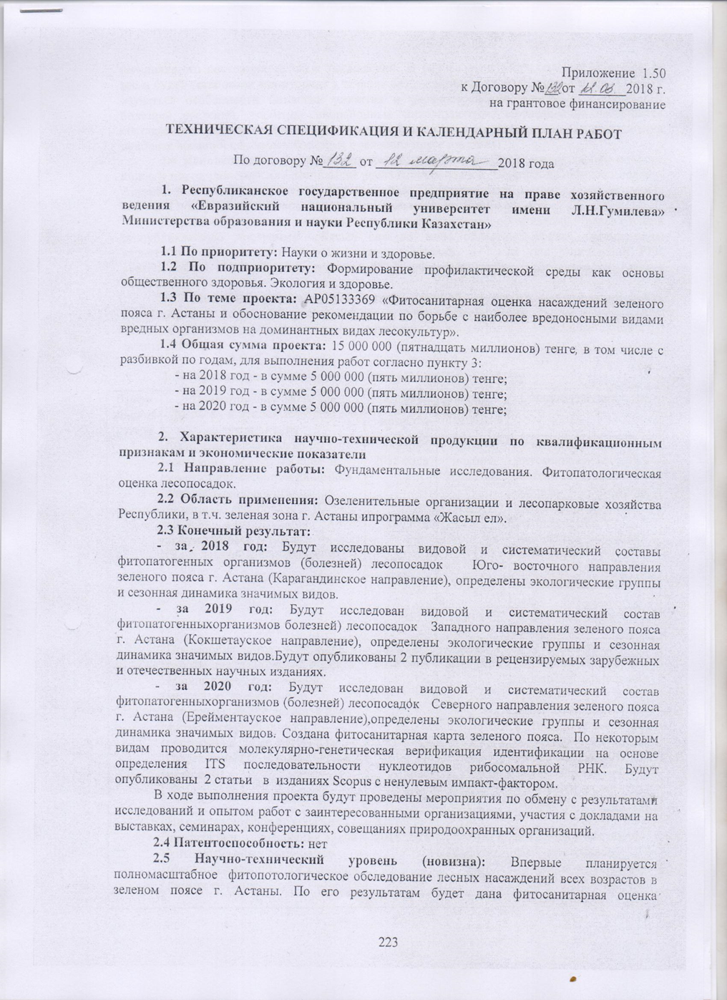 Приложение 1.50
к Договору №132 от 12.03. 2018 г.
на грантовое финансирование
ТЕХНИЧЕСКАЯ СПЕЦИФИКАЦИЯ И КАЛЕНДАРНЫЙ ПЛАН РАБОТ
По договору № 132 от 12 марта 2018 года
1. Республиканское государственное предприятие на праве хозяйственного
ведения «Евразийский национальный университет имени Л.Н.Гумилева»
Министерства образования и науки Республики Казахстан»
1.1 По приоритету: Науки о жизни и здоровье.
1.2 По подприоритету: Формирование профилактической среды как основы
общественного здоровья. Экология и здоровье.
1.3 По теме проекта: АР05133369 «Фитосанитарная оценка насаждений зеленого
пояса г. Астаны и обоснование рекомендации по борьбе с наиболее вредоносными видами
вредных организмов на доминантных видах лесокультур».
1.4 Общая сумма проекта: 15 000 000 (пятнадцать миллионов) тенге, в том числе с
разбивкой по годам, для выполнения работ согласно пункту 3:
- на 2018 год - в сумме 5 000 000 (пять миллионов) тенге;
- на 2019 год - в сумме 5 000 000 (пять миллионов) тенге;
- на 2020 год - в сумме 5 000 000 (пять миллионов) тенге;
2. Характеристика научно-технической продукции по квалификационным
признакам и экономические показатели
2.1 Направление работы: Фундаментальные исследования. Фитопатологическая
оценка лесопосадок.
2.2 Область применения: Озеленительные организации и лесопарковые хозяйства
Республики, в т.ч. зеленая зона г. Астаны ипрограмма «Жасыл ел».
2.3 Конечный результат:
- за 2018 год: Будут исследованы видовой и систематический составы
фитопатогенных организмов (болезней) лесопосадок Юго- восточного направления
зеленого пояса г. Астана (Карагандинское направление), определены экологические группы
и сезонная динамика значимых видов.
- за 2019 год: Будут исследован видовой и систематический состав
фитопатогенныхорганизмов болезней) лесопосадок Западного направления зеленого пояса
г. Астана (Кокшетауское направление), определены экологические группы и сезонная
динамика значимых видов.Будут опубликованы 2 публикации в рецензируемых зарубежных
и отечественных научных изданиях.
- за 2020 год: Будут исследован видовой и систематический состав
фитопатогенныхорганизмов (болезней) лесопосадок Северного направления зеленого пояса
г. Астана (Ерейментауское направление),определены экологические группы и сезонная
динамика значимых видов. Создана фитосанитарная карта зеленого пояса. По некоторым
видам проводится молекулярно-генетическая верификация идентификации на основе
определения ITS последовательности нуклеотидов рибосомальной РНК. Будут
опубликованы 2 статьи в изданиях Scopus с ненулевым импакт-фактором.
В ходе выполнения проекта будут проведены мероприятия по обмену с результатами
исследований и опытом работ с заинтересованными организациями, участия с докладами на
выставках, семинарах, конференциях, совещаниях природоохранных организаций.
2.4 Патентоспособность: нет
2.5 Научно-технический уровень (новизна): Впервые планируется
полномасштабное фитопотологическое обследование лесных насаждений всех возрастов в
зеленом поясе г. Астаны. По его результатам будет дана фитосанитарная оценка
223